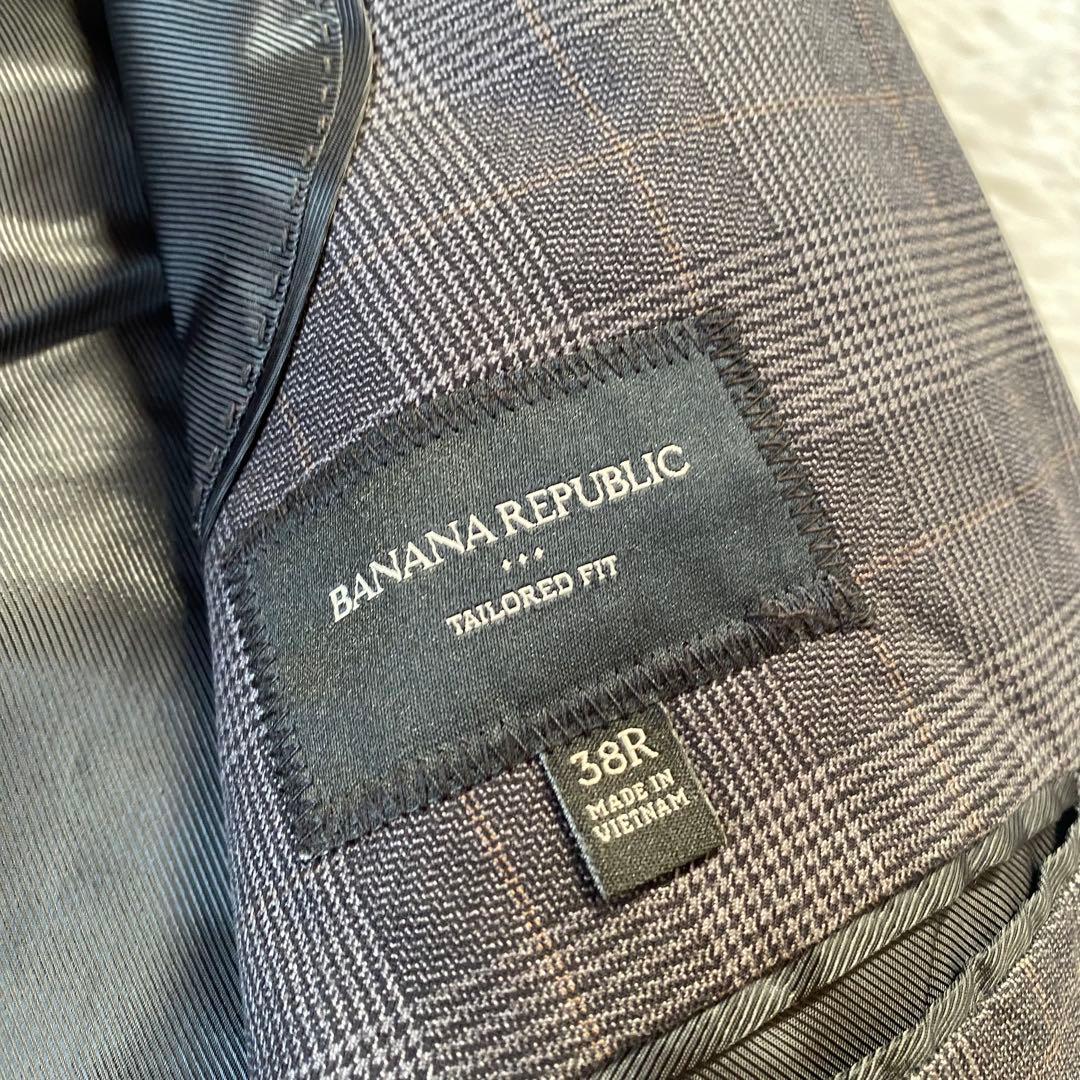 BANANA REPUBLIC
TAILORED FIT
38R
MADE IN
VIETNAM